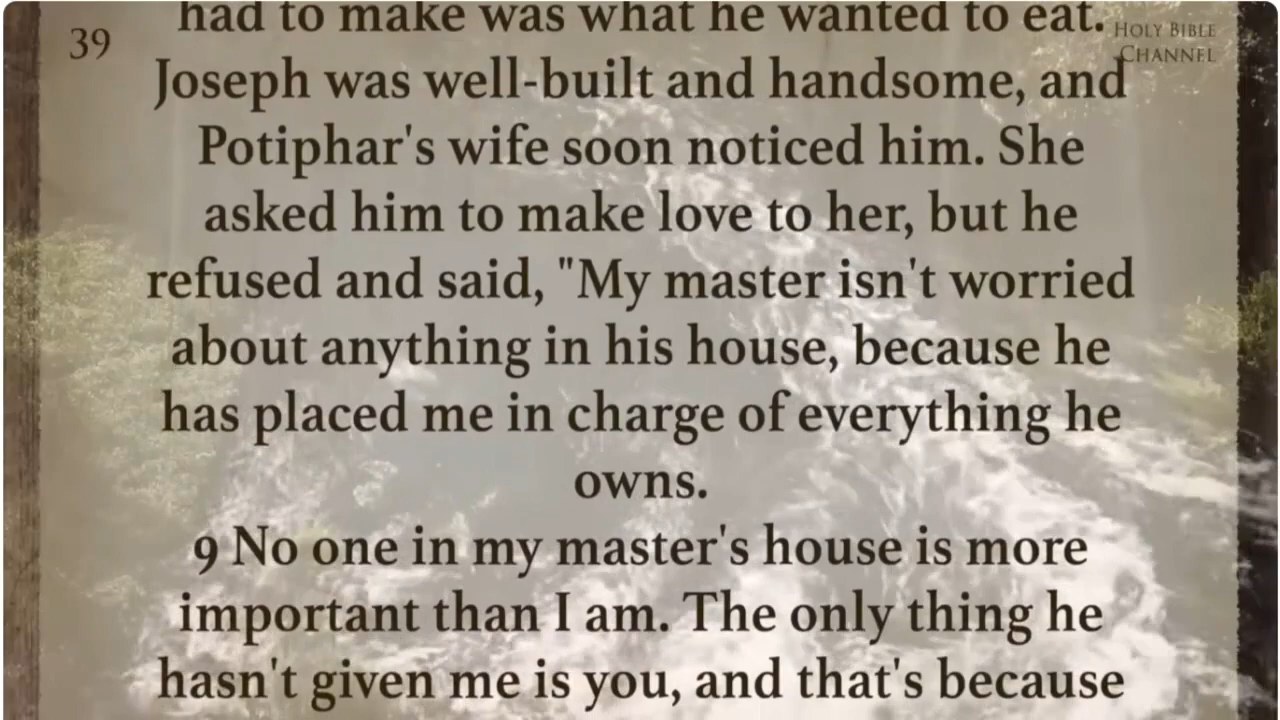 39
HOLY BIBLE
CHANNEL
had to make was what he wanted to eat.
Joseph was well-built and handsome, and
Potiphar's wife soon noticed him. She
asked him to make love to her, but he
refused and said, "My master isn't worried
about anything in his house, because he
has placed me in charge of everything he
owns.
9 No one in my master's house is more
important than I am. The only thing he
hasn't given me is you, and that's because